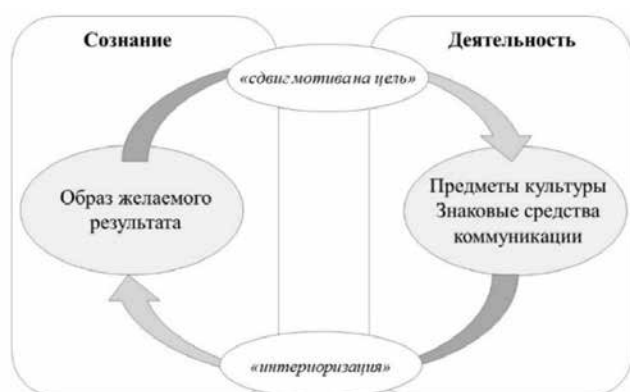 Сознание
Деятельность
«сдвиг мотива на цель»
Образ желаемого
результата
Предметы культуры
Знаковые средства
коммуникации
«интериоризация»